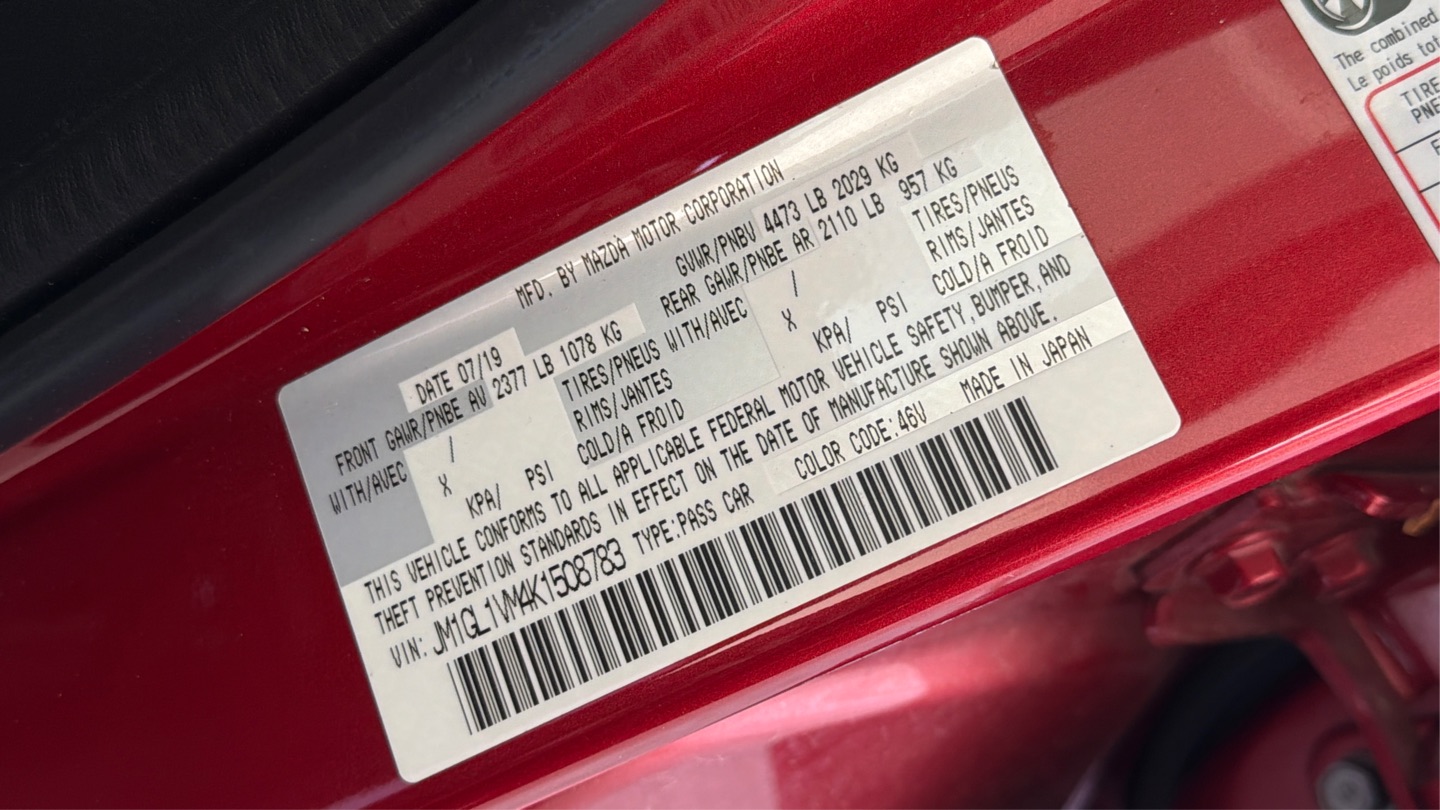 MFD. BY MAZDA MOTOR CORPORATION
DATE 07/19 GVWR/PNBV 4473 LB 2029 KG
FRONT GAWR/PNBE AV 2377 LB 1078 KG REAR GAWR/PNBE AR 2110 LB 957 KG
WITH/AVEC / TIRES/PNEUS WITH/AVEC / TIRES/PNEUS
X RIMS/JANTES X RIMS/JANTES
KPA/ PSI COLD/A FROID KPA/ PSI COLD/A FROID
THIS VEHICLE CONFORMS TO ALL APPLICABLE FEDERAL MOTOR VEHICLE SAFETY, BUMPER, AND
THEFT PREVENTION STANDARDS IN EFFECT ON THE DATE OF MANUFACTURE SHOWN ABOVE.
VIN: JM1GL1VM4K1508783 TYPE:PASS CAR COLOR CODE:46V MADE IN JAPAN
The combined
Le poids tot
TIRE
PNE